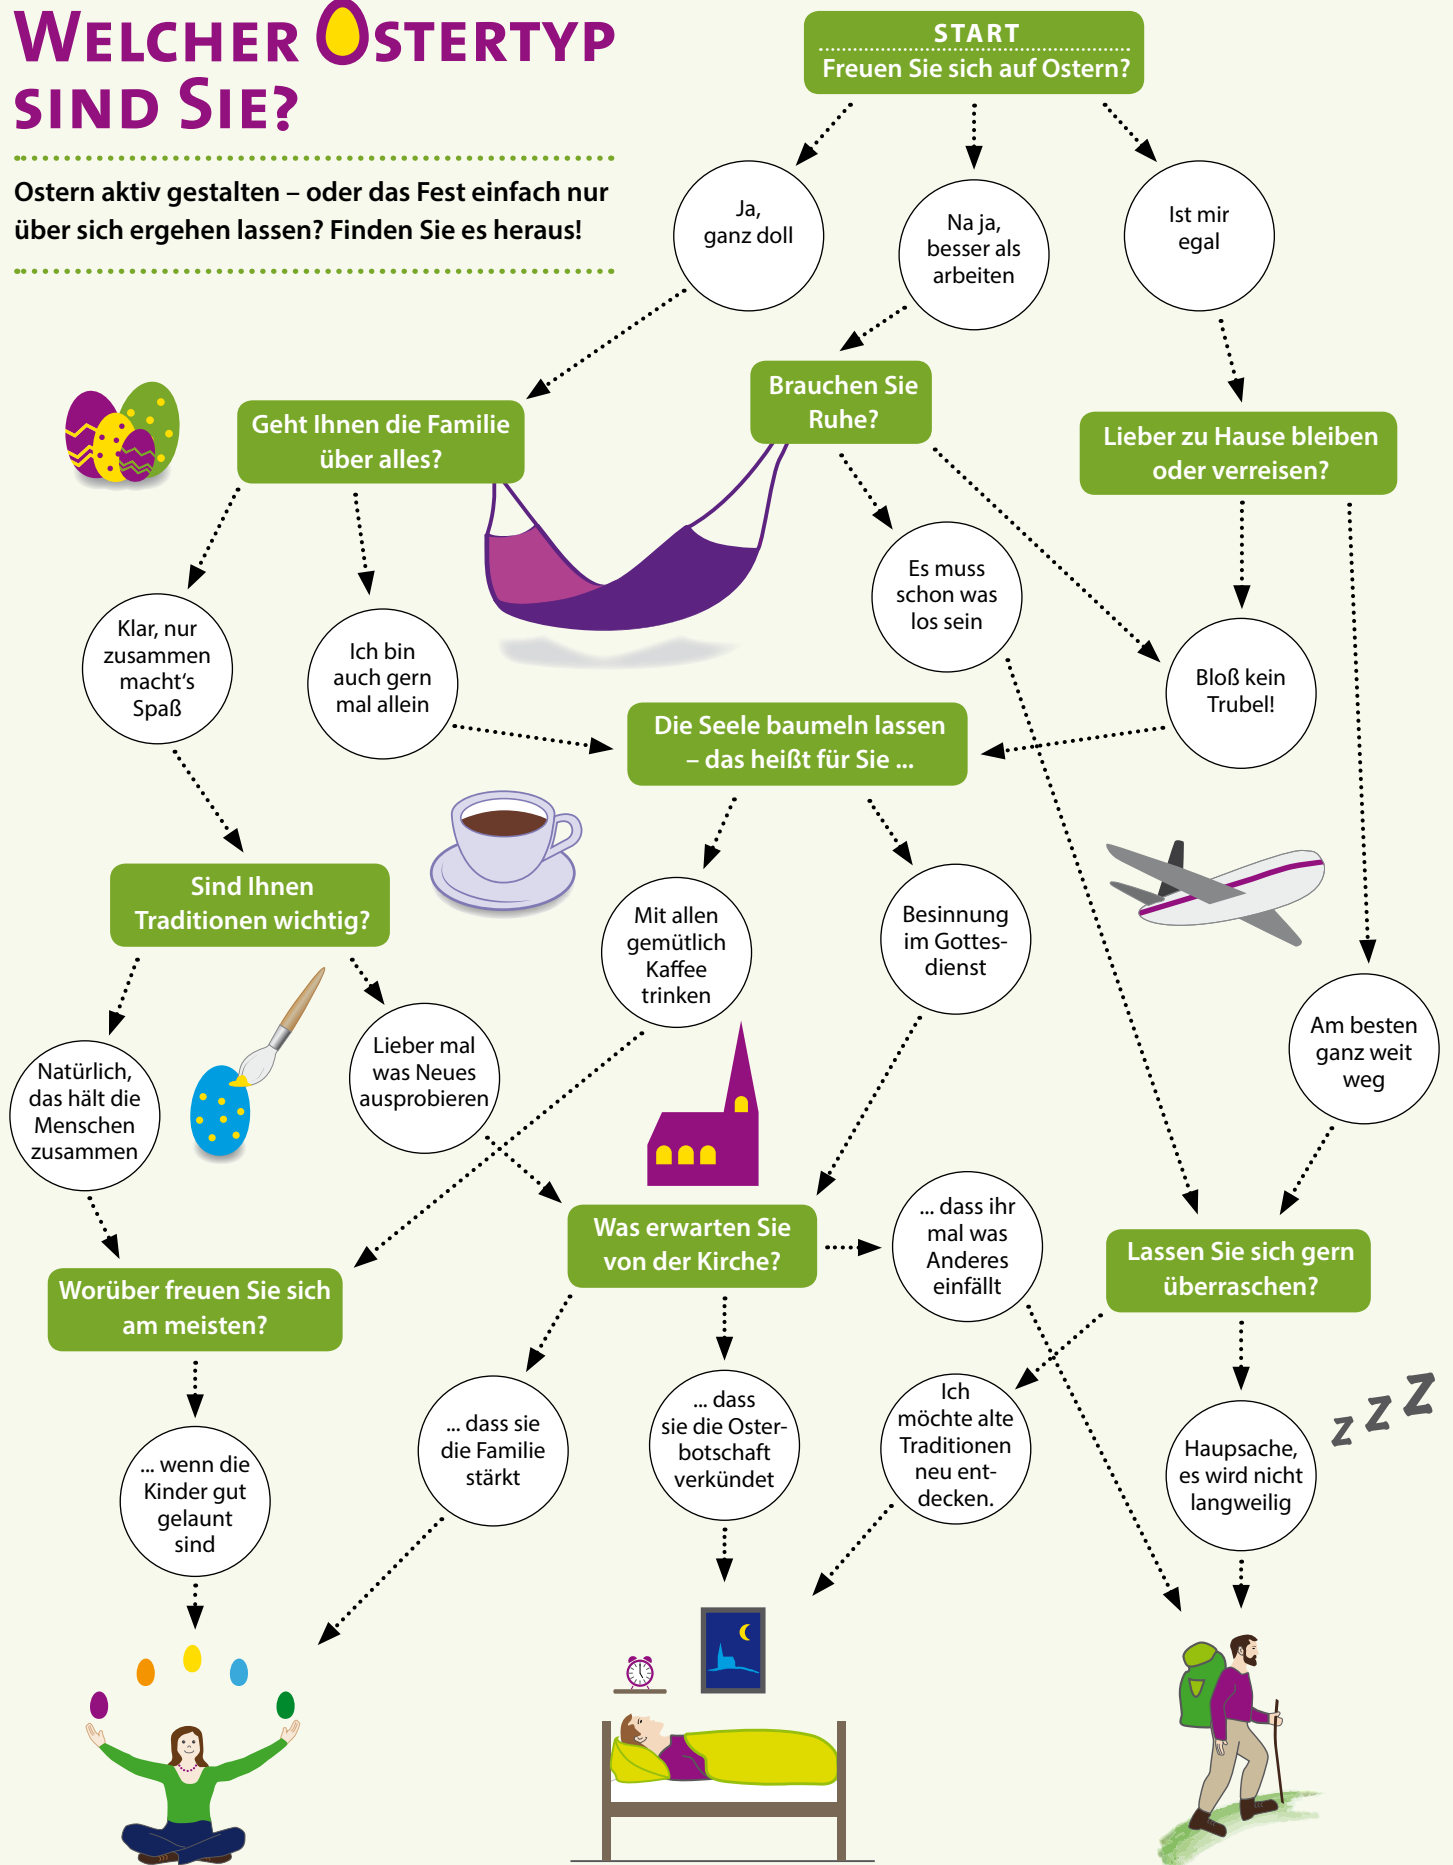 WELCHER OSTERTYP
SIND SIE?
Ostern aktiv gestalten – oder das Fest einfach nur
über sich ergehen lassen? Finden Sie es heraus!
START
Freuen Sie sich auf Ostern?
Ja,
ganz doll
Na ja,
besser als
arbeiten
Ist mir
egal
Geht Ihnen die Familie
über alles?
Brauchen Sie
Ruhe?
Lieber zu Hause bleiben
oder verreisen?
Klar, nur
zusammen
macht‘s
Spaß
Ich bin
auch gern
mal allein
Es muss
schon was
los sein
Bloß kein
Trubel!
Die Seele baumeln lassen
– das heißt für Sie ...
Sind Ihnen
Traditionen wichtig?
Mit allen
gemütlich
Kaffee
trinken
Besinnung
im Gottes-
dienst
Am besten
ganz weit
weg
Natürlich,
das hält die
Menschen
zusammen
Lieber mal
was Neues
ausprobieren
Was erwarten Sie
von der Kirche?
... dass ihr
mal was
Anderes
einfällt
Lassen Sie sich gern
überraschen?
Worüber freuen Sie sich
am meisten?
... wenn die
Kinder gut
gelaunt
sind
... dass sie
die Familie
stärkt
... dass
sie die Oster-
botschaft
verkündet
Ich
möchte alte
Traditionen
neu ent-
decken.
Haupsache,
es wird nicht
langweilig
z z z